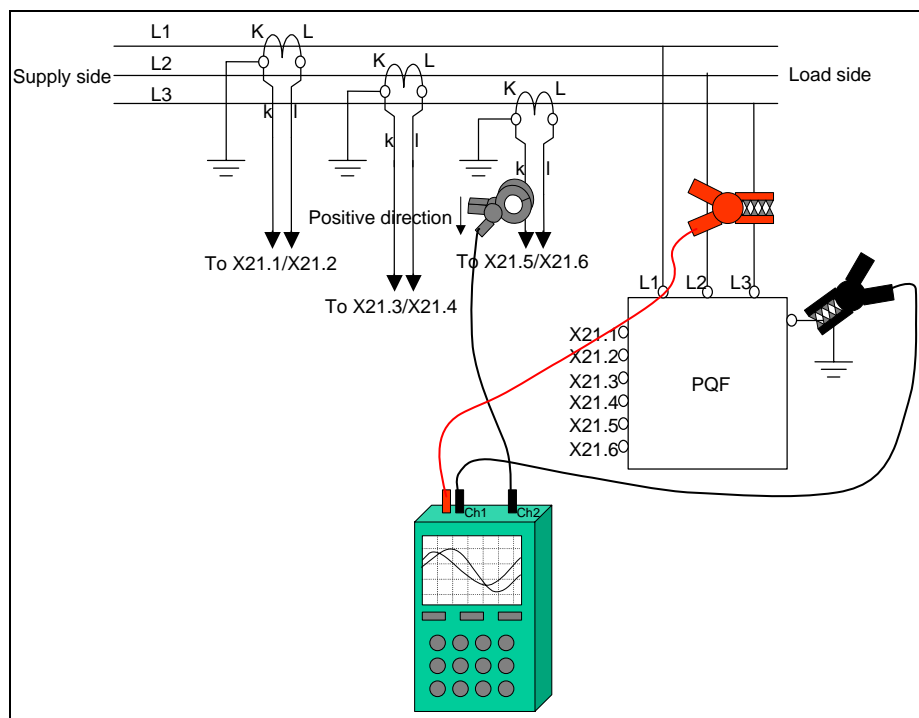 L1
K L
L2
K L
Supply side
Load side
L3
K L
k l
k l
k l
Positive direction
To X21.1/X21.2
To X21.5/X21.6
To X21.3/X21.4
L1 L2 L3
X21.1
X21.2
X21.3
X21.4
X21.5
X21.6
PQF
Ch1 Ch2